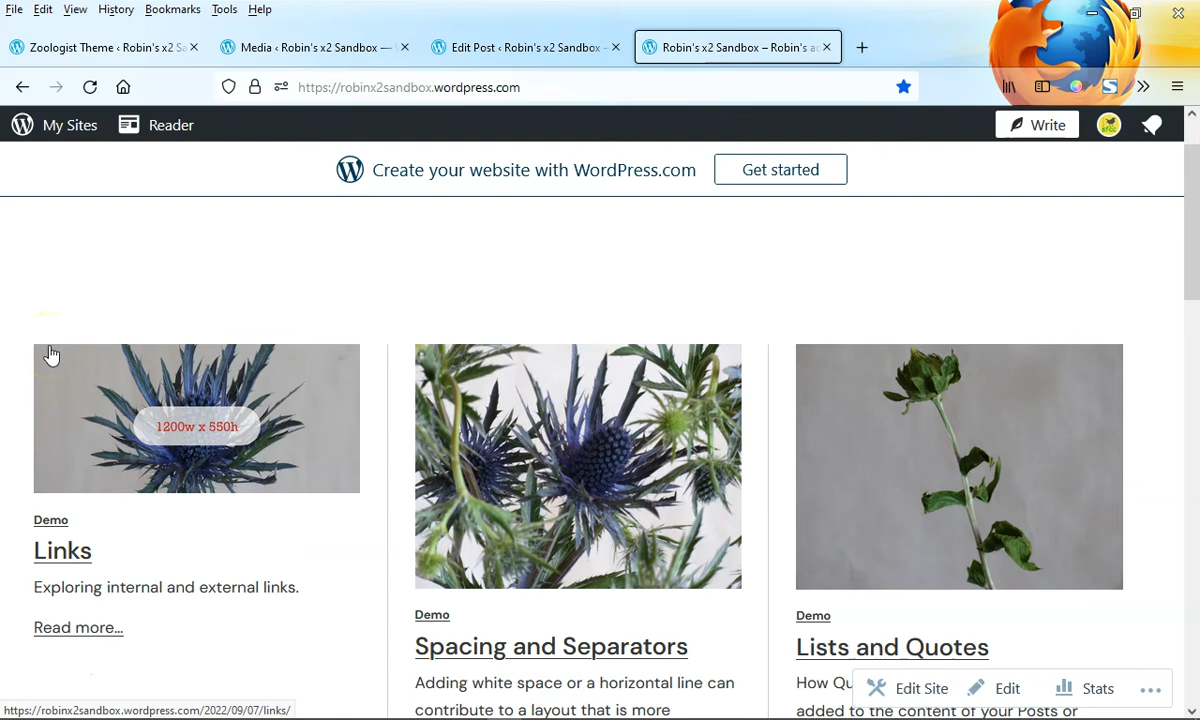 File Edit View History Bookmarks Tools Help
Zoologist Theme ‹ Robin's x2 Sa
Media ‹ Robin's x2 Sandbox —
Edit Post ‹ Robin's x2 Sandbox
Robin's x2 Sandbox – Robin's
https://robinx2sandbox.wordpress.com
My Sites Reader Write
Create your website with WordPress.com Get started
1200w x 550h
Demo
Links
Exploring internal and external links.
Read more...
Demo
Spacing and Separators
Adding white space or a horizontal line can
contribute to a layout that is more
Demo
Lists and Quotes
How Qu
added to the content of your Posts or
Edit Site Edit Stats
https://robinx2sandbox.wordpress.com/2022/09/07/links/